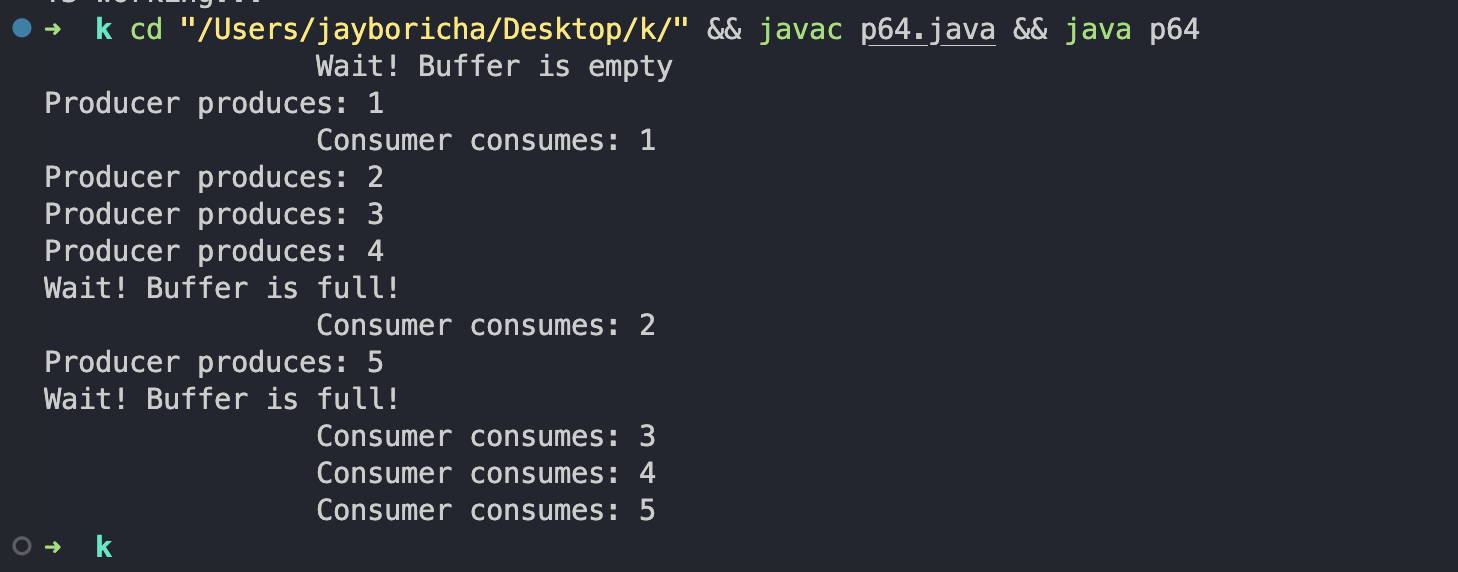 ➜ k cd "/Users/jayboricha/Desktop/k/" && javac p64.java && java p64
Wait! Buffer is empty
Producer produces: 1
Consumer consumes: 1
Producer produces: 2
Producer produces: 3
Producer produces: 4
Wait! Buffer is full!
Consumer consumes: 2
Producer produces: 5
Wait! Buffer is full!
Consumer consumes: 3
Consumer consumes: 4
Consumer consumes: 5
➜ k